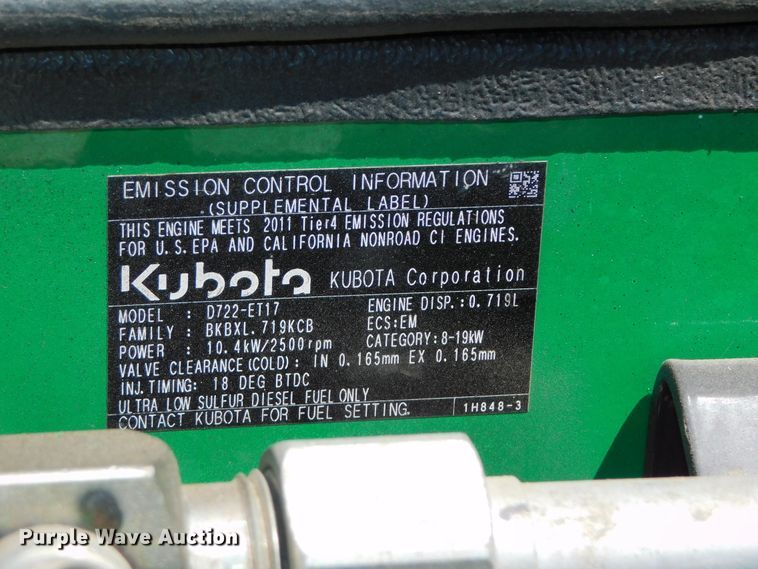 EMISSION CONTROL INFORMATION
(SUPPLEMENTAL LABEL)
THIS ENGINE MEETS 2011 Tier4 EMISSION REGULATIONS
FOR U.S. EPA AND CALIFORNIA NONROAD CI ENGINES.
Kubota KUBOTA Corporation
MODEL : D722-ET17 ENGINE DISP.:0.719L
FAMILY : BKBXL.719KCB ECS:EM
POWER : 10.4kW/2500rpm CATEGORY:8-19kW
VALVE CLEARANCE(COLD): IN 0.165mm EX 0.165mm
INJ.TIMING: 18 DEG BTDC
ULTRA LOW SULFUR DIESEL FUEL ONLY
CONTACT KUBOTA FOR FUEL SETTING. 1H848-3
Purple Wave Auction